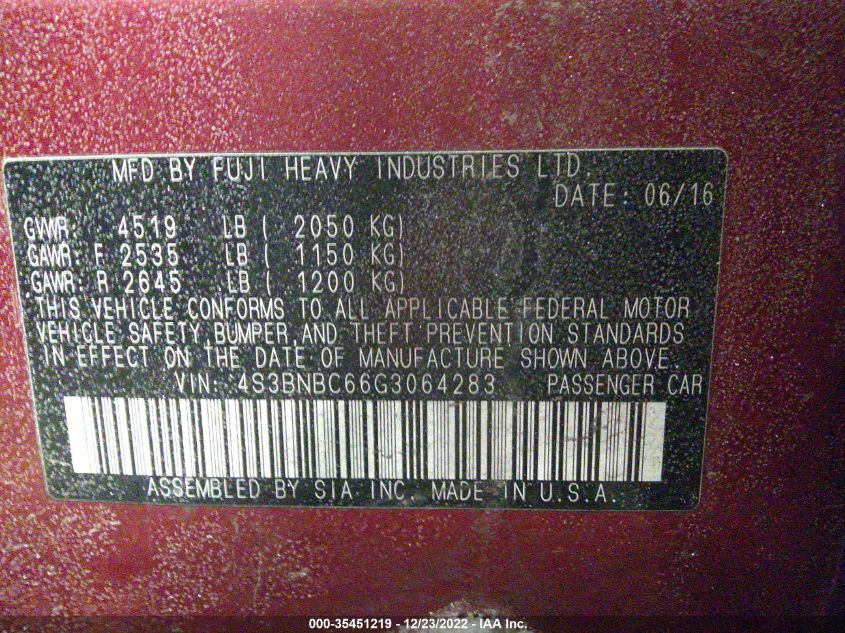 MFD BY FUJI HEAVY INDUSTRIES LTD.
DATE: 06/16
GVWR: 4519 LB ( 2050 KG)
GAWR: F 2535 LB ( 1150 KG)
GAWR: R 2645 LB ( 1200 KG)
THIS VEHICLE CONFORMS TO ALL APPLICABLE FEDERAL MOTOR
VEHICLE SAFETY, BUMPER, AND THEFT PREVENTION STANDARDS
IN EFFECT ON THE DATE OF MANUFACTURE SHOWN ABOVE.
VIN: 4S3BNBC66G3064283 PASSENGER CAR
ASSEMBLED BY SIA INC. MADE IN U.S.A.
000-35451219 - 12/23/2022 - IAA Inc.